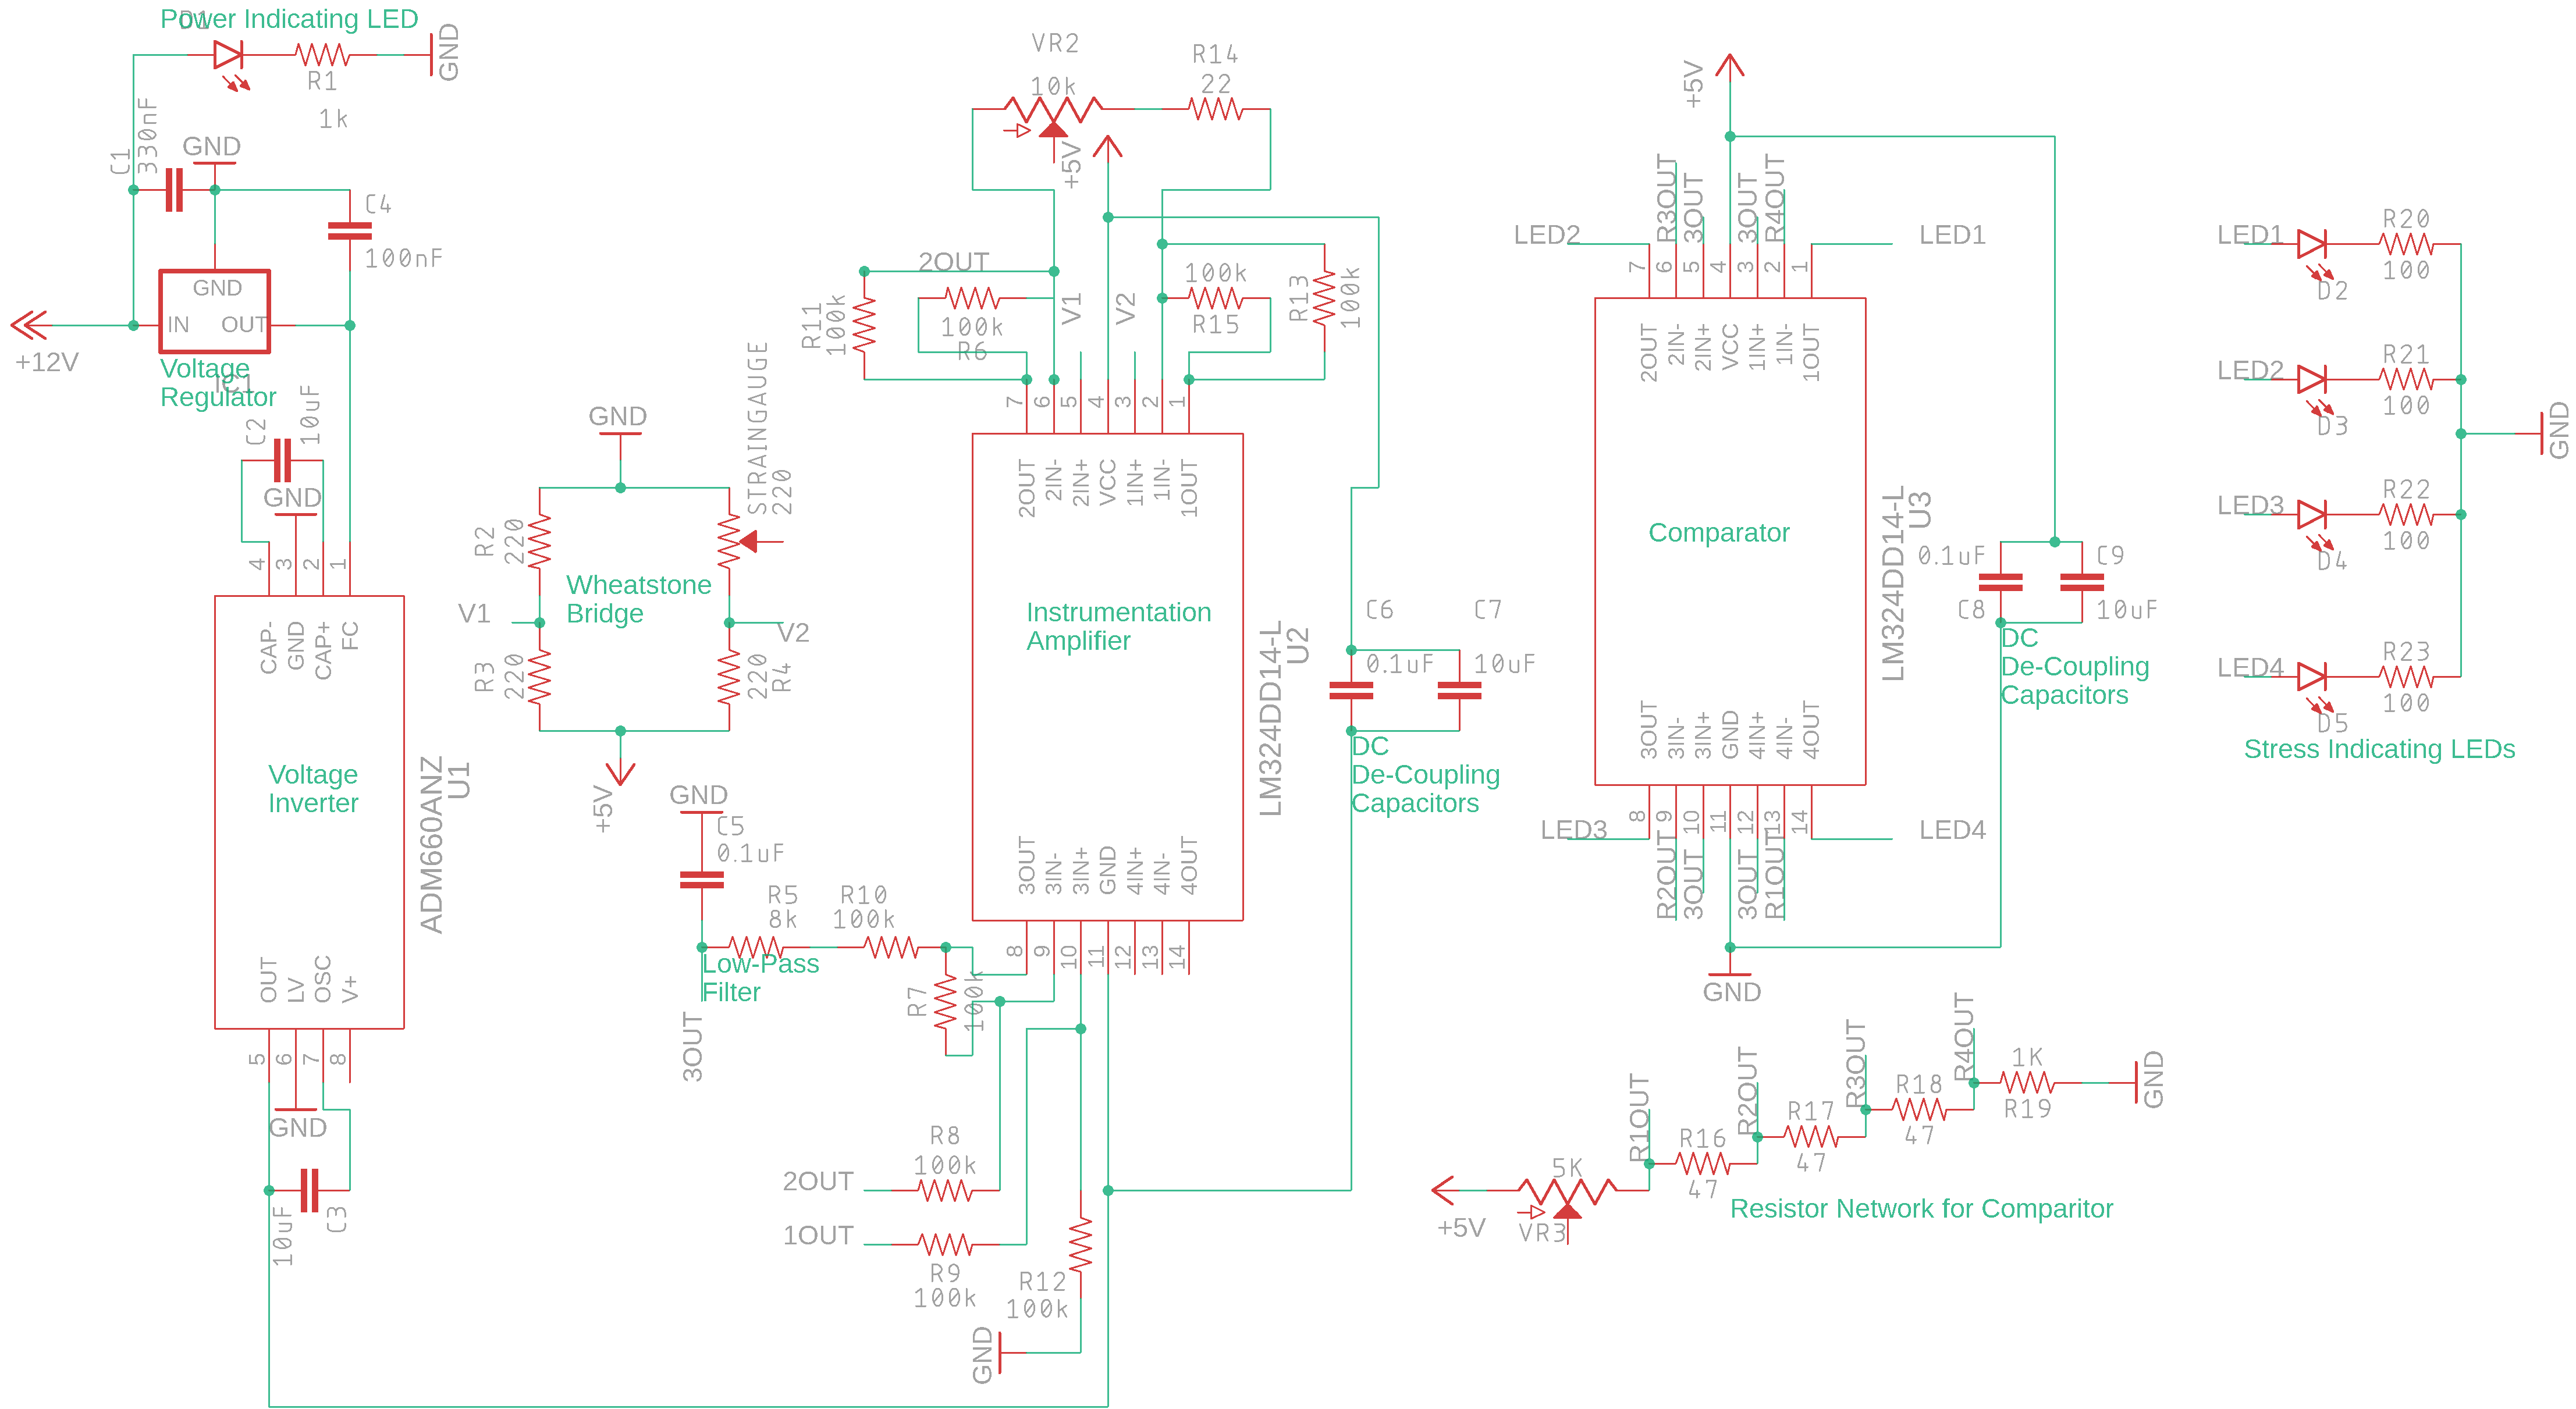 Power Indicating LED
D1
R1
1k
GND
C1
330nF
GND
C4
100nF
GND
IN
OUT
+12V
Voltage
Regulator
IC1
C2
10uF
GND
4
3
2
1
CAP-
GND
CAP+
FC
Voltage
Inverter
ADM660ANZ
U1
OUT
LV
OSC
V+
5
6
7
8
GND
10uF
C3
GND
R2
220
STRAINGAUGE
220
Wheatstone
Bridge
V1
V2
R3
220
220
R4
+5V
GND
C5
0.1uF
R5
8k
R10
100k
Low-Pass
Filter
3OUT
R7
100k
2OUT
R8
100k
1OUT
R9
100k
R12
100k
GND
VR2
10k
R14
22
+5V
2OUT
R11
100k
100k
R6
V1
V2
100k
R15
R13
100k
7
6
5
4
3
2
1
2OUT
2IN-
2IN+
VCC
1IN+
1IN-
1OUT
Instrumentation
Amplifier
LM324DD14-L
U2
3OUT
3IN-
3IN+
GND
4IN+
4IN-
4OUT
8
9
10
11
12
13
14
C6
0.1uF
C7
10uF
DC
De-Coupling
Capacitors
+5V
LED2
R3OUT
3OUT
3OUT
R4OUT
LED1
7
6
5
4
3
2
1
2OUT
2IN-
2IN+
VCC
1IN+
1IN-
1OUT
Comparator
LM324DD14-L
U3
3OUT
3IN-
3IN+
GND
4IN+
4IN-
4OUT
8
9
10
11
12
13
14
LED3
R2OUT
3OUT
3OUT
R1OUT
LED4
GND
0.1uF
C8
C9
10uF
DC
De-Coupling
Capacitors
+5V
5K
VR3
R1OUT
R16
47
R2OUT
R17
47
R3OUT
R18
47
R4OUT
1K
R19
GND
Resistor Network for Comparitor
LED1
D2
R20
100
LED2
D3
R21
100
GND
LED3
D4
R22
100
LED4
D5
R23
100
Stress Indicating LEDs